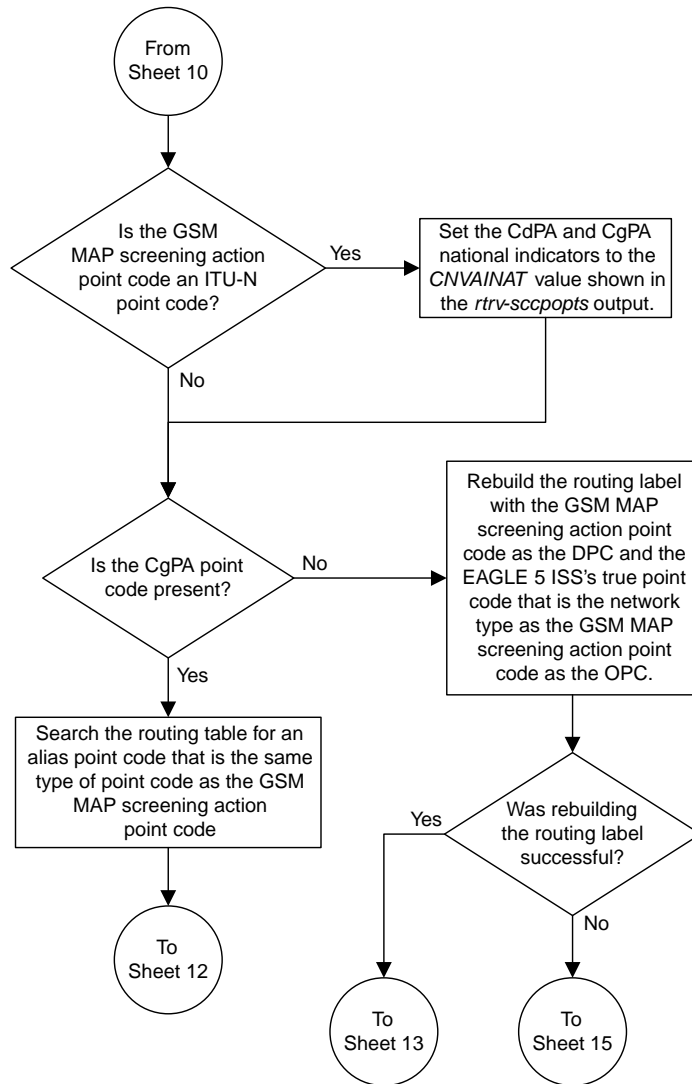 From
Sheet 10
Is the GSM
MAP screening action
point code an ITU-N
point code?
Yes
Set the CdPA and CgPA
national indicators to the
CNVAINAT value shown in
the rtrv-sccpopts output.
No
Is the CgPA point
code present?
No
Rebuild the routing label
with the GSM MAP
screening action point
code as the DPC and the
EAGLE 5 ISS's true point
code that is the network
type as the GSM MAP
screening action point
code as the OPC.
Yes
Search the routing table for an
alias point code that is the same
type of point code as the GSM
MAP screening action
point code
Was rebuilding
the routing label
successful?
Yes
No
To
Sheet 12
To
Sheet 13
To
Sheet 15